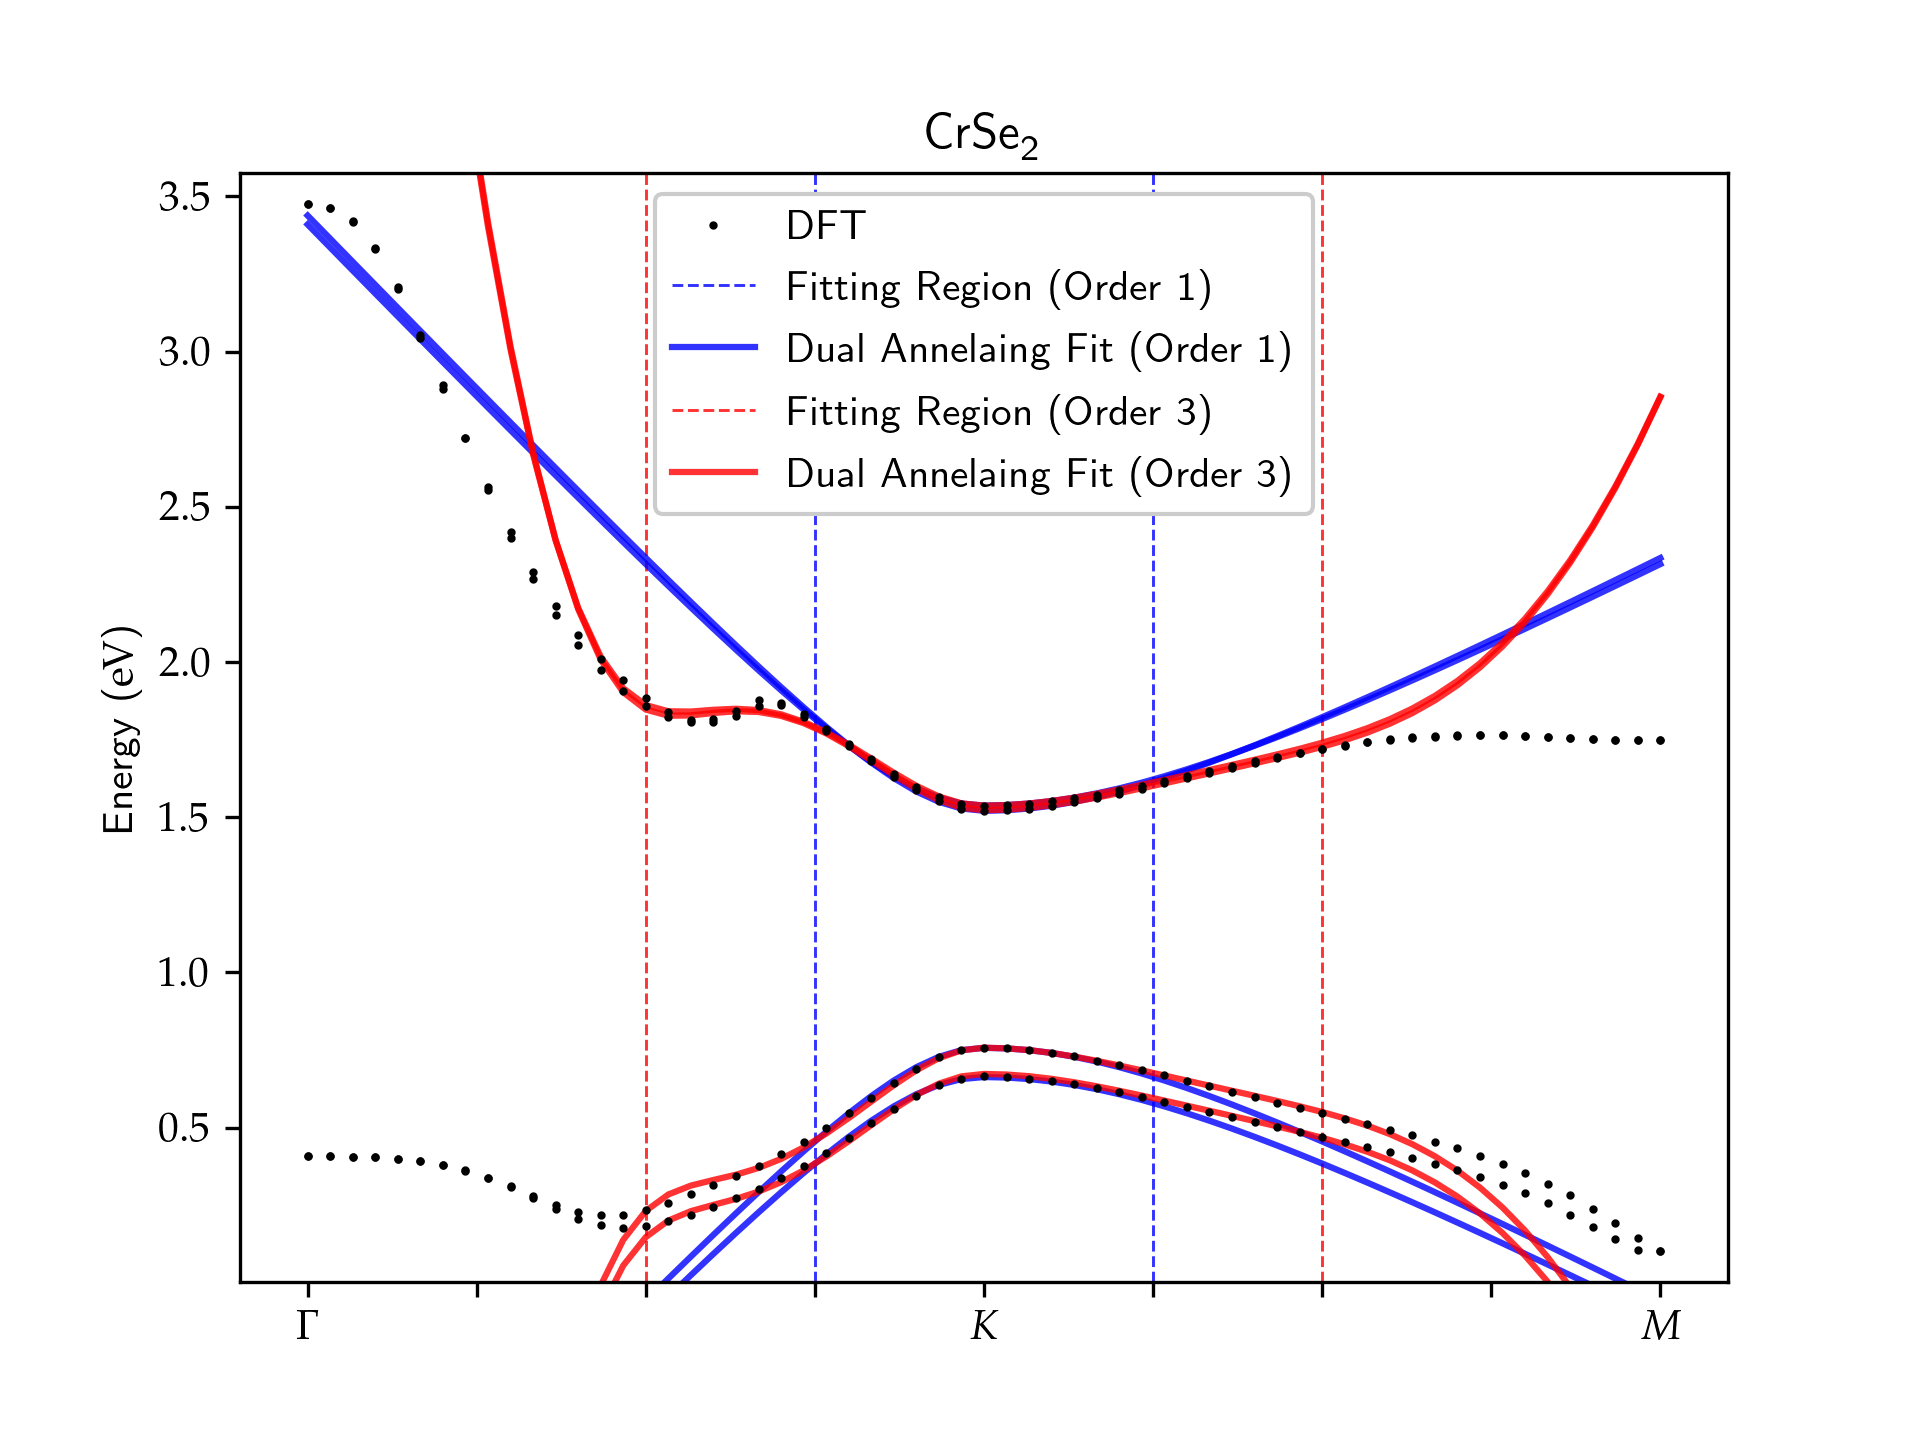 CrSe₂
3.5
3.0
2.5
2.0
1.5
1.0
0.5
Energy (eV)
DFT
Fitting Region (Order 1)
Dual Annelaing Fit (Order 1)
Fitting Region (Order 3)
Dual Annelaing Fit (Order 3)
Γ K M